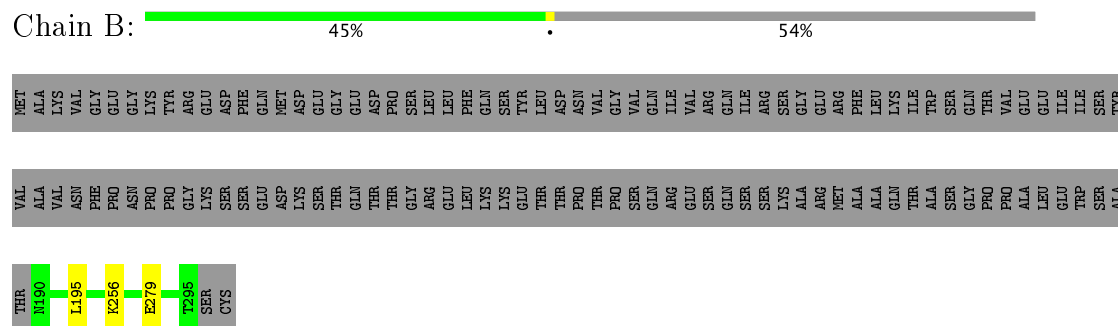 Chain B:
45% • 54%
MET ALA LYS VAL GLY GLU GLY LYS TYR ARG GLU ASP PHE GLN MET ASP GLU GLY GLU ASP PRO SER LEU LEU PHE GLN SER TYR LEU ASP ASN VAL GLY VAL GLN ILE VAL ARG GLN ILE ARG SER GLY GLU ARG PHE LEU LYS ILE TRP SER GLN THR VAL GLU GLU ILE ILE SER TRP
VAL ALA VAL ASN PHE PRO ASN PRO PRO GLY LYS SER SER GLU ASP LYS SER THR GLN THR THR GLY ARG GLU LEU LYS LYS GLU THR THR PRO THR PRO SER GLN ARG GLU SER GLN SER SER LYS ALA ARG MET ALA ALA GLN THR ALA SER GLY PRO PRO ALA LEU GLU TRP SER ALA
THR N190 L195 K256 E279 T295 SER CYS